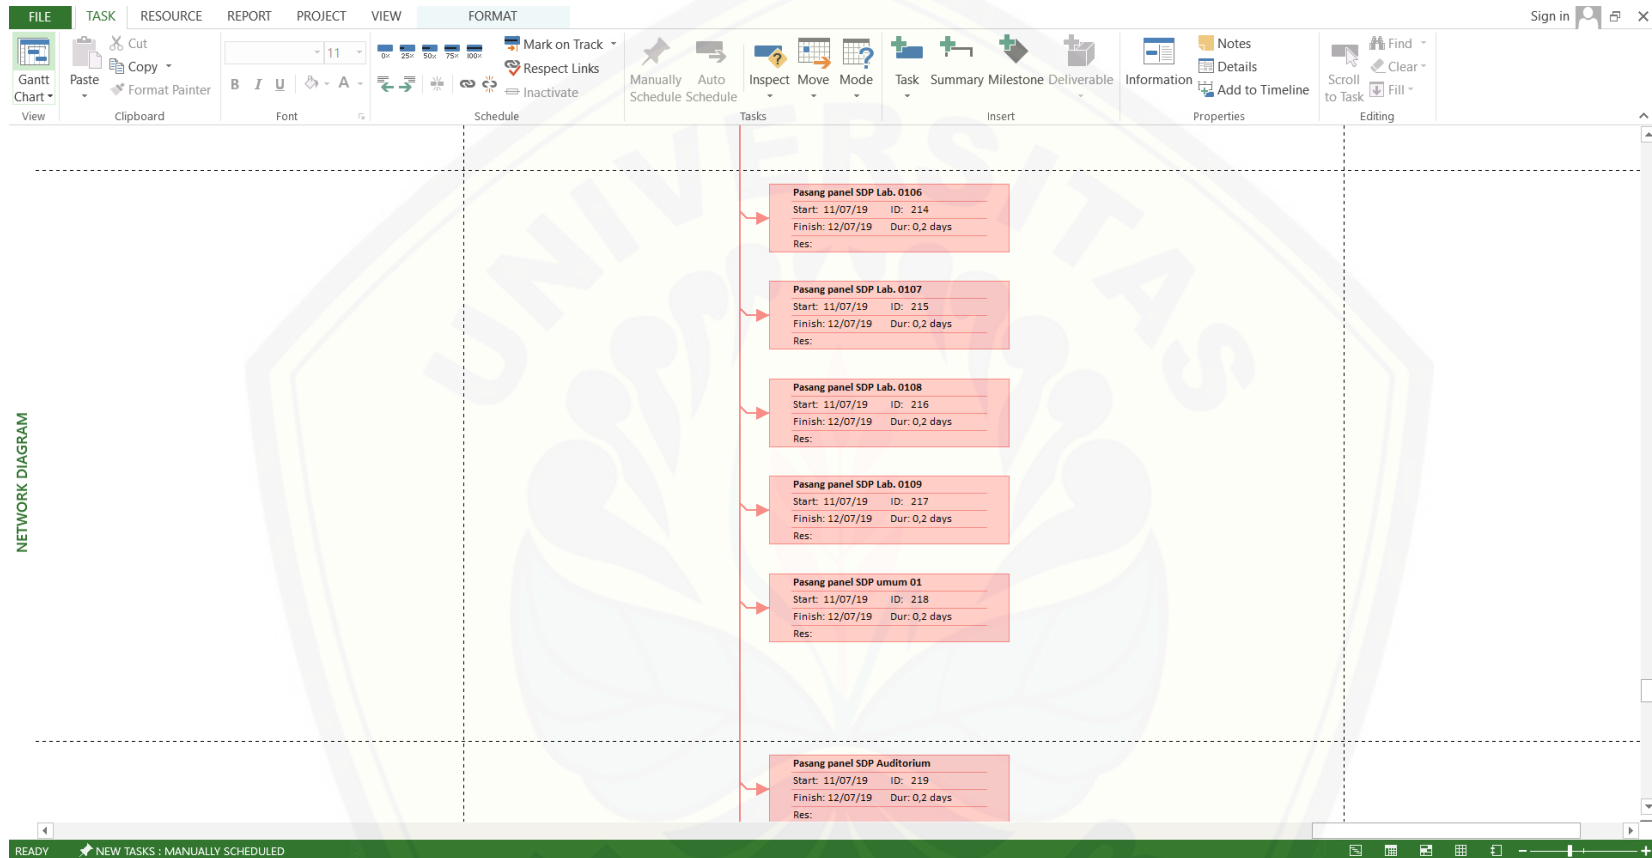 FILE TASK RESOURCE REPORT PROJECT VIEW FORMAT Sign in
Gantt Chart
View
Paste
Cut
Copy
Format Painter
Clipboard
11
B I U A
Font
0% 25% 50% 75% 100%
Mark on Track
Respect Links
Inactivate
Schedule
Manually Schedule
Auto Schedule
Inspect
Move
Mode
Tasks
Task
Summary
Milestone
Deliverable
Insert
Information
Notes
Details
Add to Timeline
Properties
Scroll to Task
Find
Clear
Fill
Editing
UNIVERSITAS
NETWORK DIAGRAM
Pasang panel SDP Lab. 0106
Start: 11/07/19 ID: 214
Finish: 12/07/19 Dur: 0,2 days
Res:
Pasang panel SDP Lab. 0107
Start: 11/07/19 ID: 215
Finish: 12/07/19 Dur: 0,2 days
Res:
Pasang panel SDP Lab. 0108
Start: 11/07/19 ID: 216
Finish: 12/07/19 Dur: 0,2 days
Res:
Pasang panel SDP Lab. 0109
Start: 11/07/19 ID: 217
Finish: 12/07/19 Dur: 0,2 days
Res:
Pasang panel SDP umum 01
Start: 11/07/19 ID: 218
Finish: 12/07/19 Dur: 0,2 days
Res:
Pasang panel SDP Auditorium
Start: 11/07/19 ID: 219
Finish: 12/07/19 Dur: 0,2 days
Res:
READY NEW TASKS : MANUALLY SCHEDULED